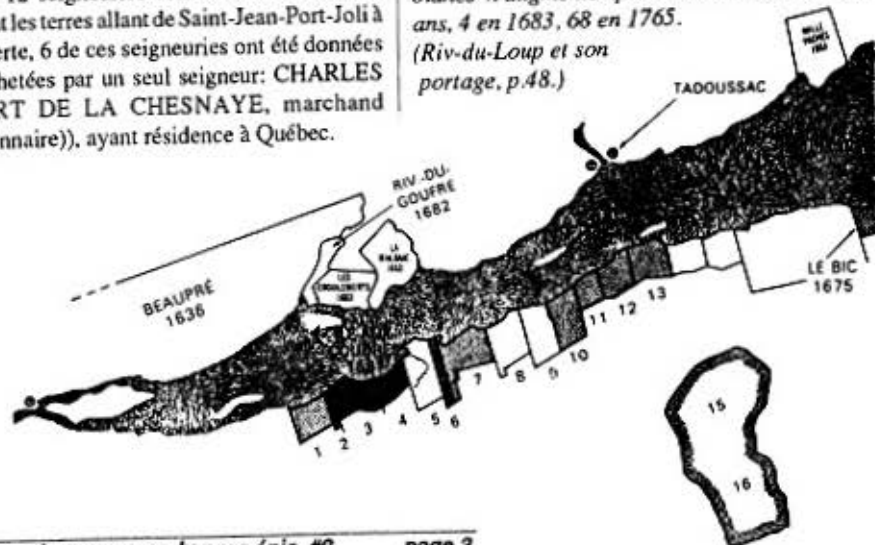 t les terres allant de Saint-Jean-Port-Joli à
erte, 6 de ces seigneuries ont été données
hetées par un seul seigneur: CHARLES
RT DE LA CHESNAYE, marchand
nnaire)), ayant résidence à Québec.
ans, 4 en 1683, 68 en 1765.
(Riv-du-Loup et son
portage, p.48.)
TADOUSSAC
RIV.-DU-
GOUFRE
1682
BEAUPRÉ
1636
LE BIC
1675
1
2
3
4
5
6
7
8
9
10
11
12
13
15
16
page 3